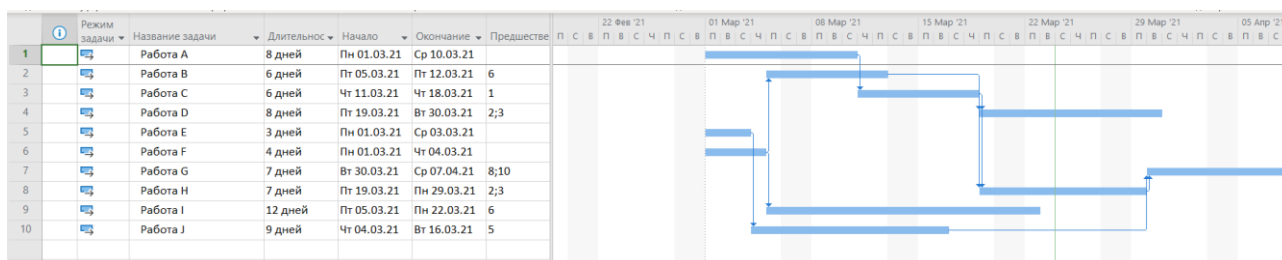 Режим задачи Название задачи Длительнос Начало Окончание Предшестве
22 Фев '21 01 Мар '21 08 Мар '21 15 Мар '21 22 Мар '21 29 Мар '21 05 Апр '2
П С В П В С Ч П С В П В С Ч П С В П В С Ч П С В П В С Ч П С В П В С Ч П С В П В С Ч П С В П В С
1 Работа A 8 дней Пн 01.03.21 Ср 10.03.21
2 Работа B 6 дней Пт 05.03.21 Пт 12.03.21 6
3 Работа C 6 дней Чт 11.03.21 Чт 18.03.21 1
4 Работа D 8 дней Пт 19.03.21 Вт 30.03.21 2;3
5 Работа E 3 дней Пн 01.03.21 Ср 03.03.21
6 Работа F 4 дней Пн 01.03.21 Чт 04.03.21
7 Работа G 7 дней Вт 30.03.21 Ср 07.04.21 8;10
8 Работа H 7 дней Пт 19.03.21 Пн 29.03.21 2;3
9 Работа I 12 дней Пт 05.03.21 Пн 22.03.21 6
10 Работа J 9 дней Чт 04.03.21 Вт 16.03.21 5